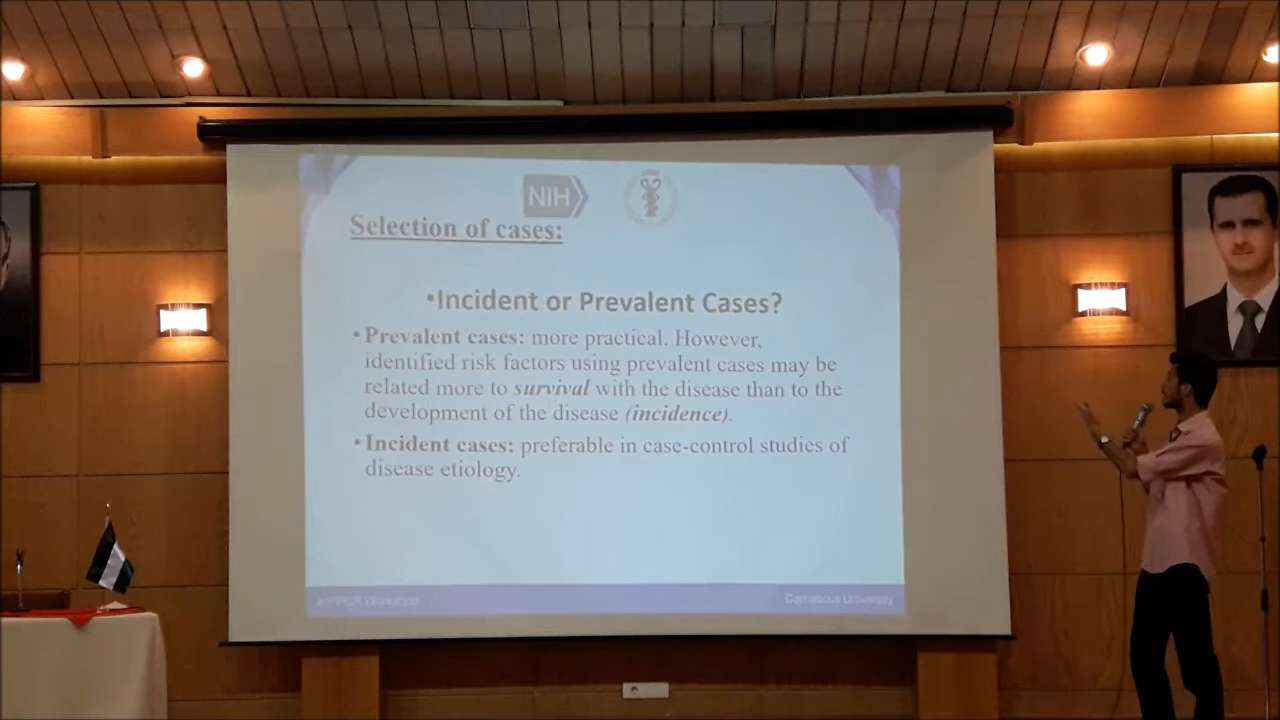 NIH
Selection of cases:
•Incident or Prevalent Cases?
• Prevalent cases: more practical. However,
identified risk factors using prevalent cases may be
related more to survival with the disease than to the
development of the disease (incidence).
• Incident cases: preferable in case-control studies of
disease etiology.
Damascus University